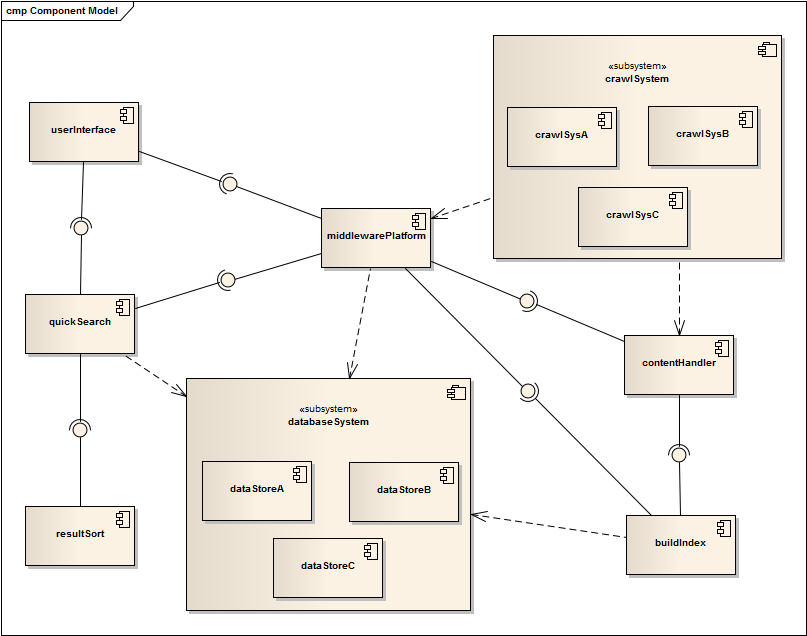 cmp Component Model
«subsystem»
crawlSystem
userInterface
crawlSysA
crawlSysB
crawlSysC
middlewarePlatform
quickSearch
contentHandler
«subsystem»
databaseSystem
dataStoreA
dataStoreB
dataStoreC
resultSort
buildIndex